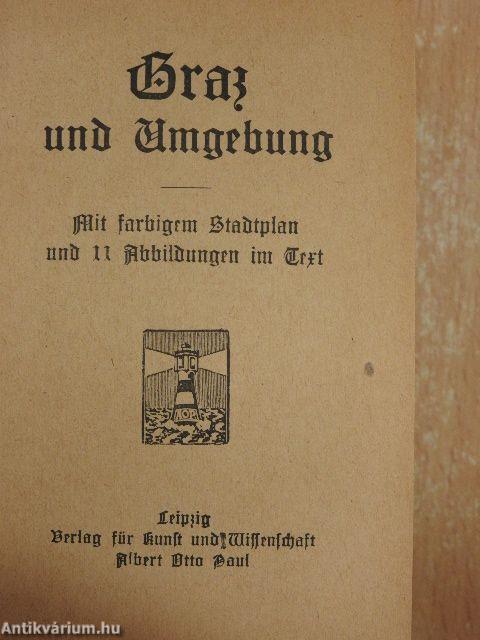 Graz
und Umgebung
Mit farbigem Stadtplan
und 11 Abbildungen im Text
AOP
Leipzig
Verlag für Kunst und Wissenschaft
Albert Otto Paul
Antikvárium.hu